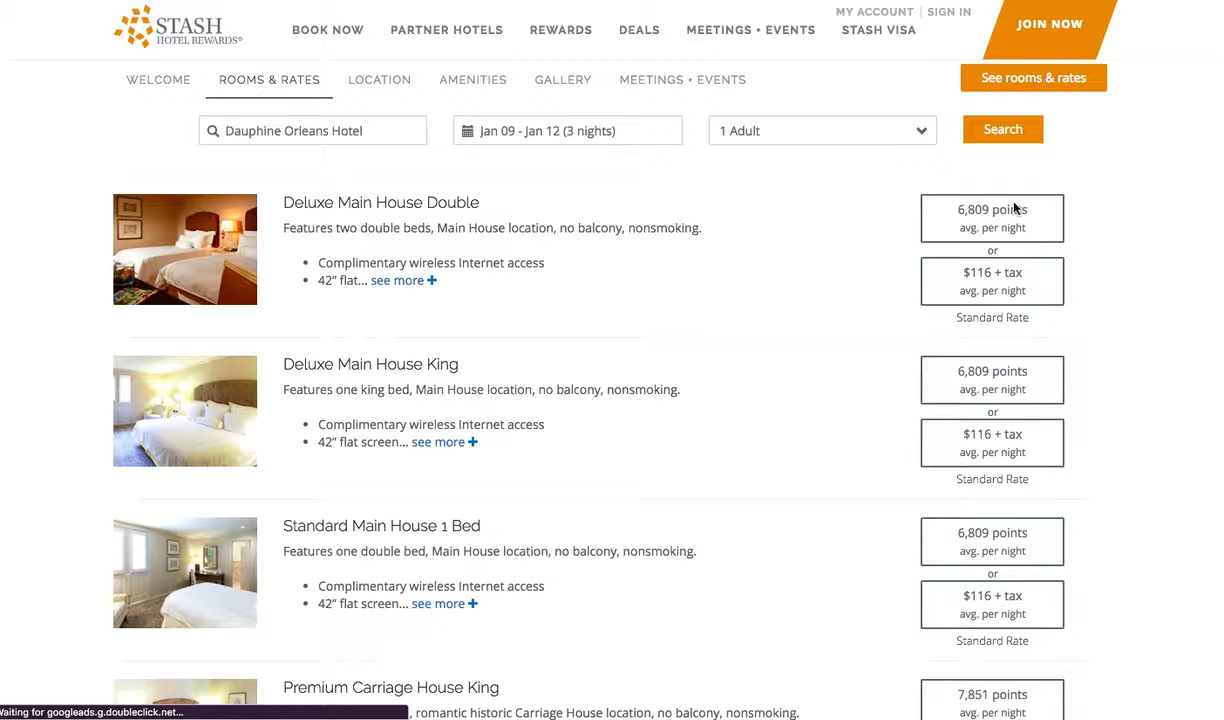 STASH
HOTEL REWARDS®
BOOK NOW
PARTNER HOTELS
REWARDS
DEALS
MEETINGS + EVENTS
MY ACCOUNT | SIGN IN
STASH VISA
JOIN NOW
WELCOME
ROOMS & RATES
LOCATION
AMENITIES
GALLERY
MEETINGS + EVENTS
See rooms & rates
Dauphine Orleans Hotel
Jan 09 - Jan 12 (3 nights)
1 Adult
Search
Deluxe Main House Double
Features two double beds, Main House location, no balcony, nonsmoking.
• Complimentary wireless Internet access
• 42” flat... see more +
6,809 points
avg. per night
or
$116 + tax
avg. per night
Standard Rate
Deluxe Main House King
Features one king bed, Main House location, no balcony, nonsmoking.
• Complimentary wireless Internet access
• 42” flat screen... see more +
6,809 points
avg. per night
or
$116 + tax
avg. per night
Standard Rate
Standard Main House 1 Bed
Features one double bed, Main House location, no balcony, nonsmoking.
• Complimentary wireless Internet access
• 42” flat screen... see more +
6,809 points
avg. per night
or
$116 + tax
avg. per night
Standard Rate
Premium Carriage House King
, romantic historic Carriage House location, no balcony, nonsmoking.
7,851 points
avg. per night
Waiting for googleads.g.doubleclick.net...